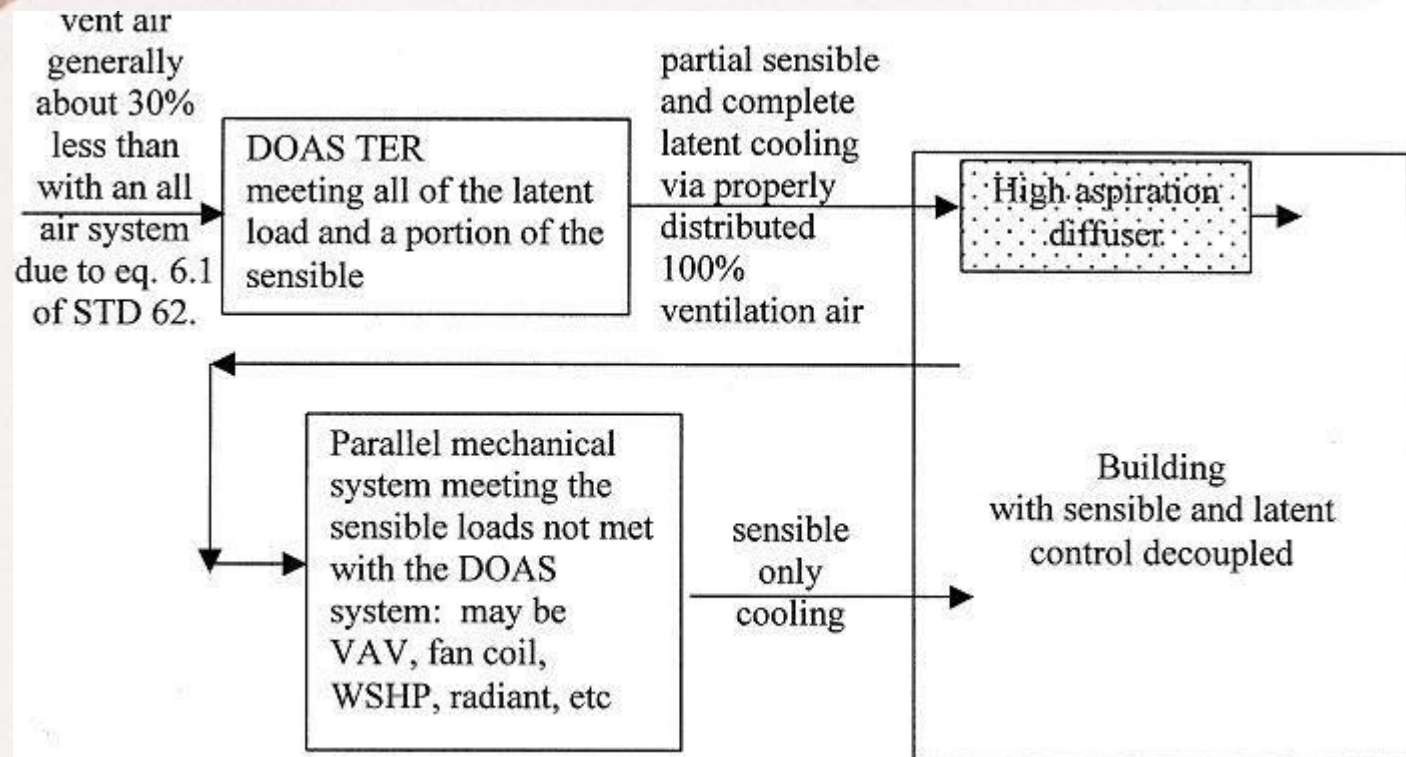 vent air
generally
about 30%
less than
with an all
air system
due to eq. 6.1
of STD 62.
DOAS TER
meeting all of the latent
load and a portion of the
sensible
partial sensible
and complete
latent cooling
via properly
distributed
100%
ventilation air
High aspiration
diffuser
Parallel mechanical
system meeting the
sensible loads not met
with the DOAS
system: may be
VAV, fan coil,
WSHP, radiant, etc
sensible
only
cooling
Building
with sensible and latent
control decoupled